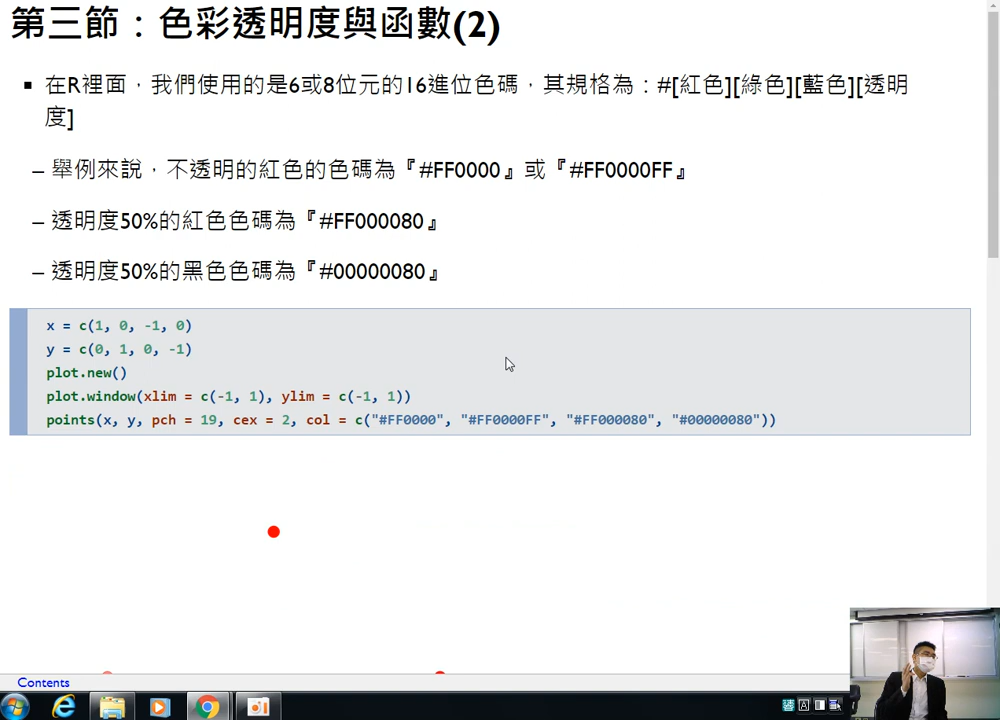 第三節：色彩透明度與函數(2)
▪ 在R裡面，我們使用的是6或8位元的16進位色碼，其規格為：#[紅色][綠色][藍色][透明
度]
– 舉例來說，不透明的紅色的色碼為『#FF0000』或『#FF0000FF』
– 透明度50%的紅色色碼為『#FF000080』
– 透明度50%的黑色色碼為『#00000080』
x = c(1, 0, -1, 0)
y = c(0, 1, 0, -1)
plot.new()
plot.window(xlim = c(-1, 1), ylim = c(-1, 1))
points(x, y, pch = 19, cex = 2, col = c("#FF0000", "#FF0000FF", "#FF000080", "#00000080"))
Contents